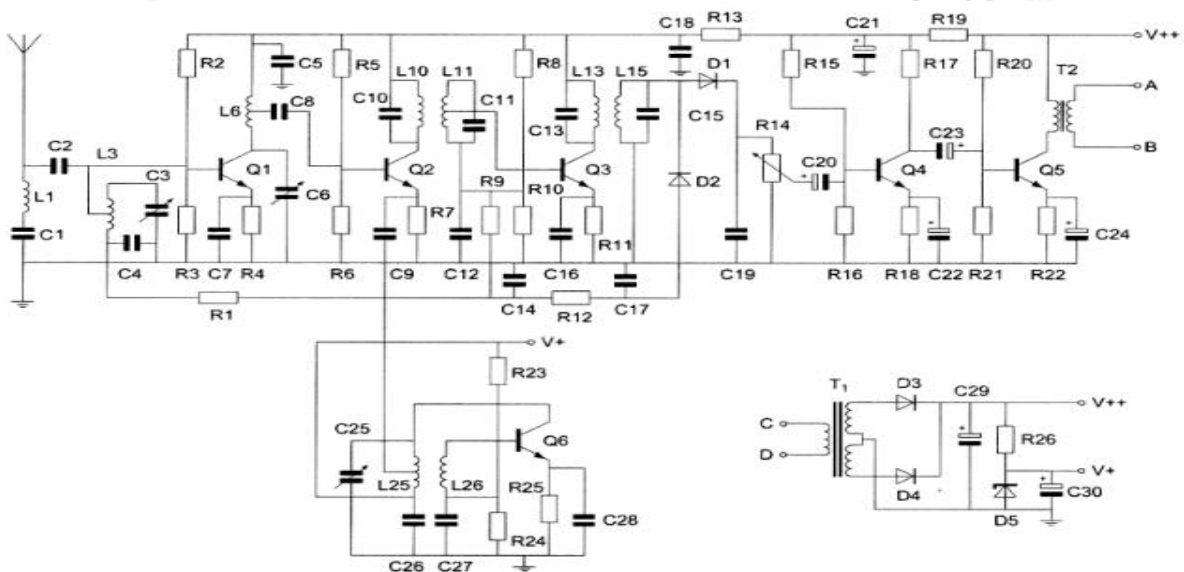 C18 R13 C21 R19
V++
R2 C5 R5 L10 L11 R8 L13 L15 D1 R15 R17 R20 T2
C8 C10 C11 A
L6 C13 C15 R14 C23
C2 L3 Q1 Q2 Q3 C20 Q4 Q5 B
C3 C6 R9 R10 D2
L1 R7 R11
C1 C24
C4 R3 C7 R4 R6 C9 C12 C16 C19 R16 R18 C22 R21 R22
R1 C14 R12 C17
V+
R23
T1 D3 C29
V++
C25 Q6 C R26
D V+
L25 L26 R25 D4 C30
C28 D5
R24
C26 C27